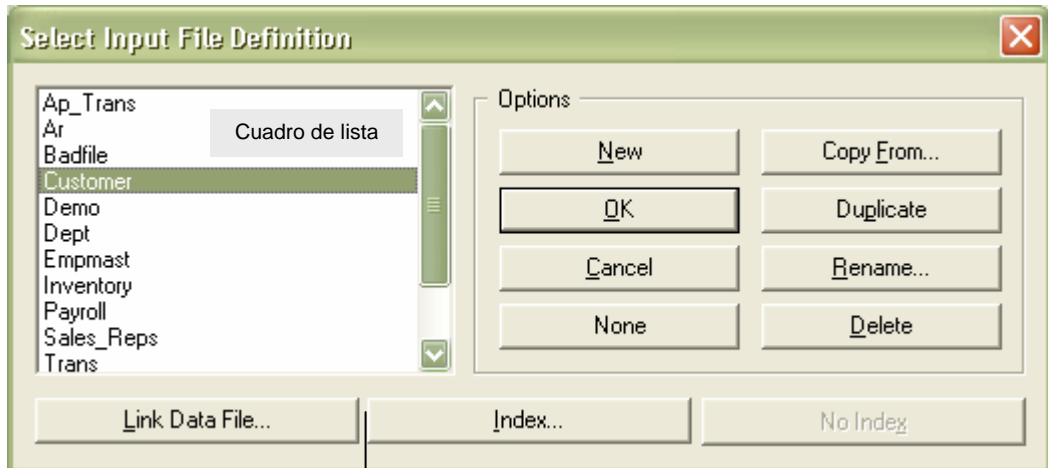 Select Input File Definition
Ap_Trans
Ar
Badfile
Customer
Demo
Dept
Empmast
Inventory
Payroll
Sales_Reps
Trans
Cuadro de lista
Options
New
Copy From...
OK
Duplicate
Cancel
Rename...
None
Delete
Link Data File...
Index...
No Index